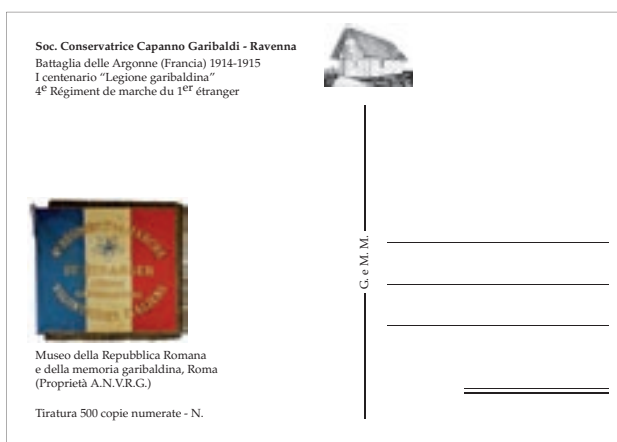 Soc. Conservatrice Capanno Garibaldi - Ravenna
Battaglia delle Argonne (Francia) 1914-1915
I centenario “Legione garibaldina”
4e Régiment de marche du 1er étranger
G. e M. M.
Museo della Repubblica Romana
e della memoria garibaldina, Roma
(Proprietà A.N.V.R.G.)
Tiratura 500 copie numerate - N.